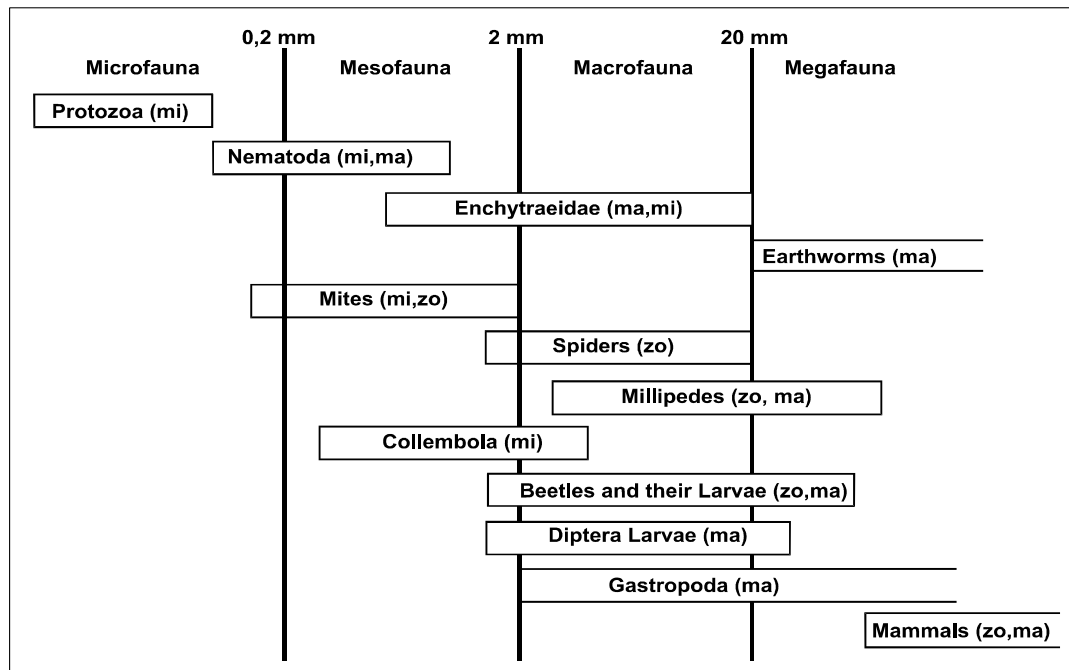 0,2 mm 2 mm 20 mm
Microfauna Mesofauna Macrofauna Megafauna
Protozoa (mi)
Nematoda (mi,ma)
Enchytraeidae (ma,mi)
Earthworms (ma)
Mites (mi,zo)
Spiders (zo)
Millipedes (zo, ma)
Collembola (mi)
Beetles and their Larvae (zo,ma)
Diptera Larvae (ma)
Gastropoda (ma)
Mammals (zo,ma)